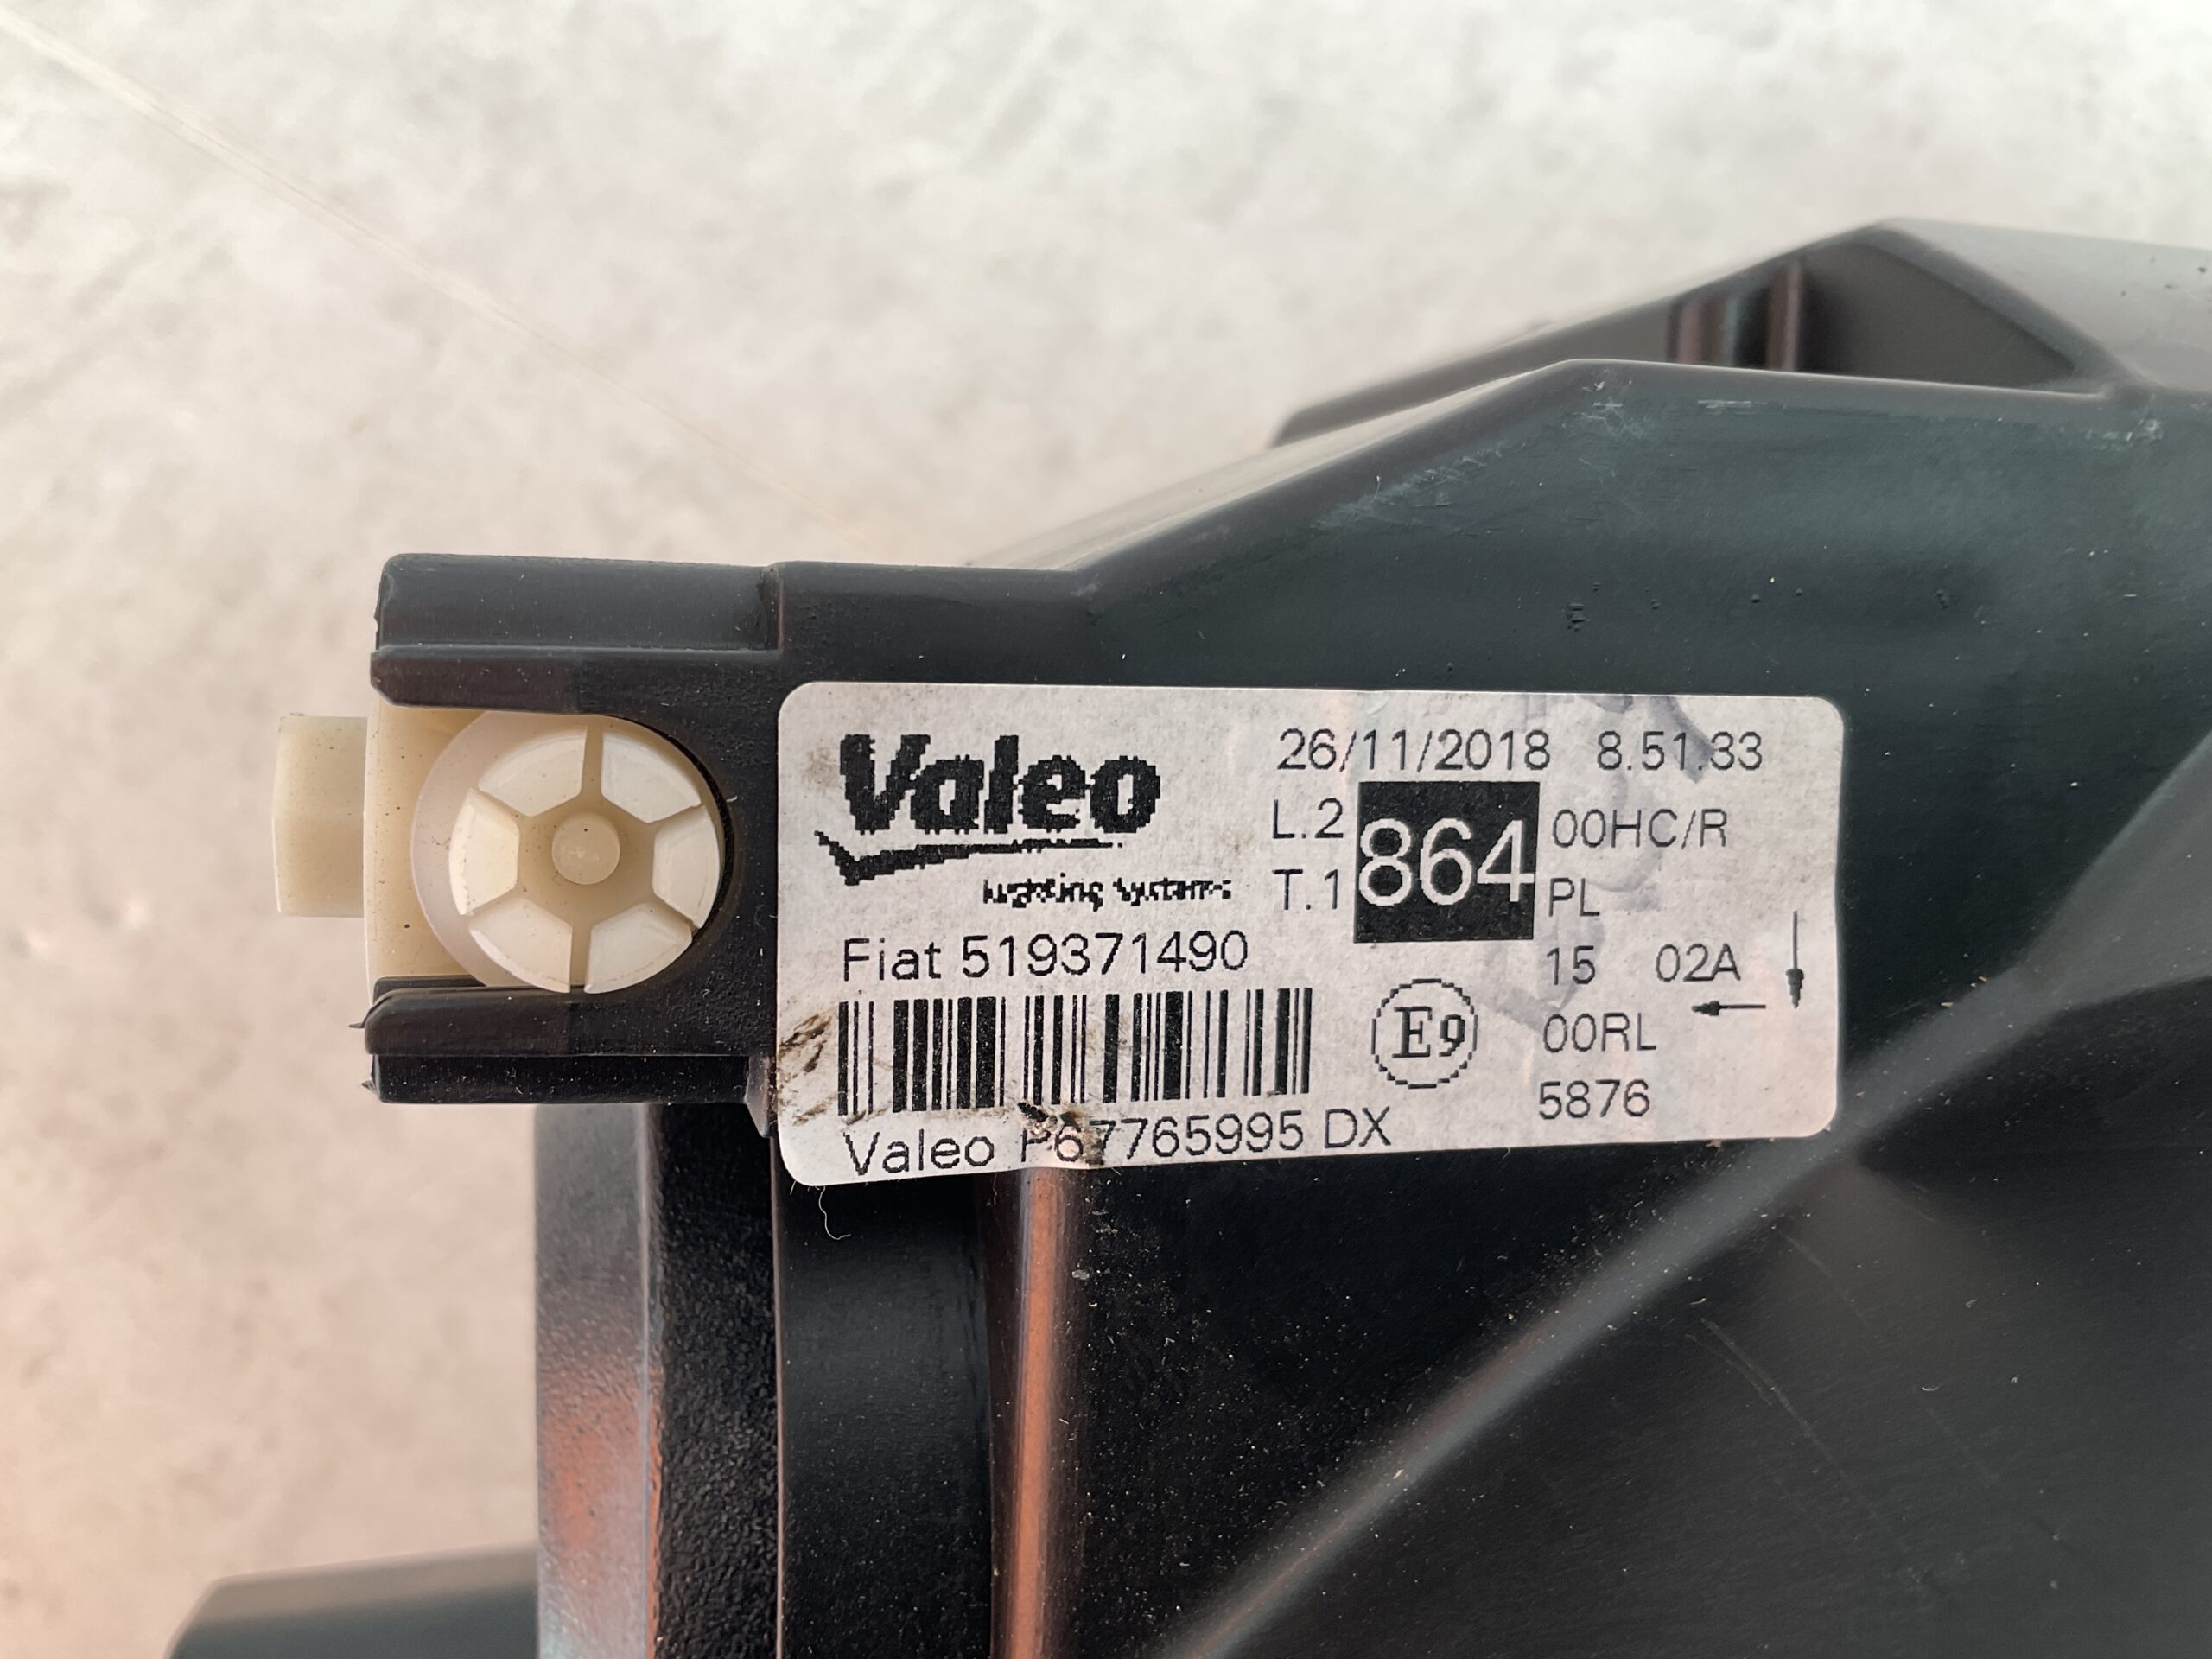 Valeo
lighting systems
Fiat 519371490
Valeo P67765995 DX
26/11/2018 8.51.33
L.2
T.1
864
00HC/R
PL
15 02A
E9
00RL
5876